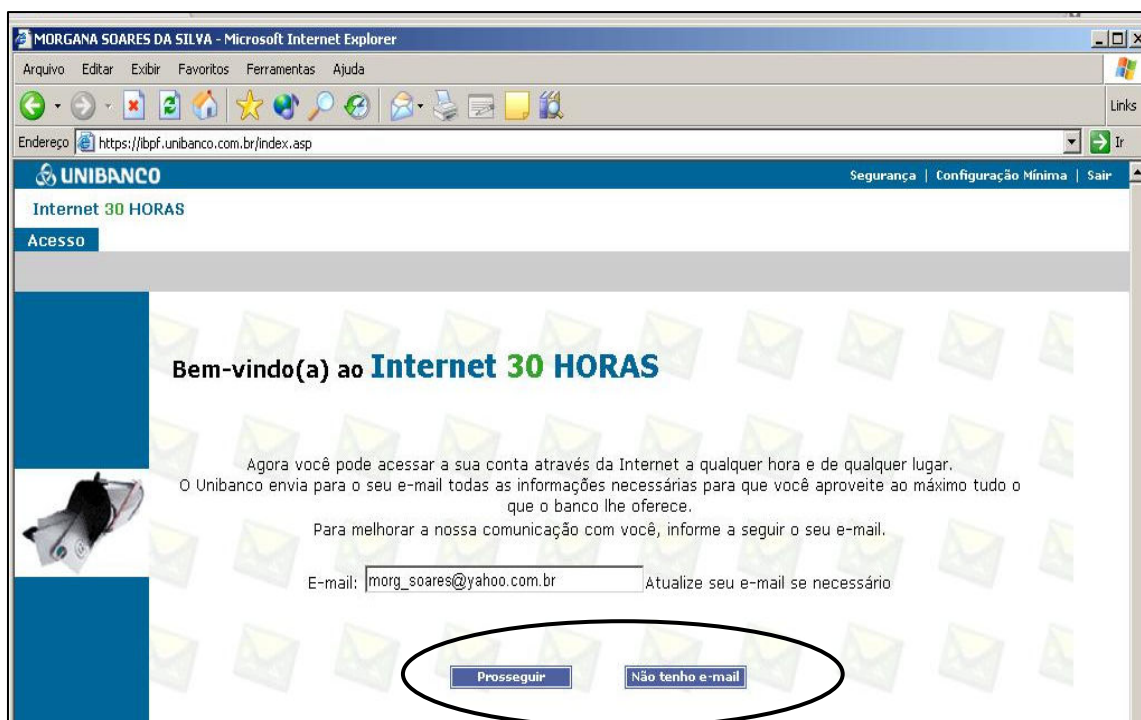 MORGANA SOARES DA SILVA - Microsoft Internet Explorer
Arquivo Editar Exibir Favoritos Ferramentas Ajuda
Links
Endereço https://ibpf.unibanco.com.br/index.asp Ir
UNIBANCO Segurança | Configuração Mínima | Sair
Internet 30 HORAS
Acesso
Bem-vindo(a) ao Internet 30 HORAS
Agora você pode acessar a sua conta através da Internet a qualquer hora e de qualquer lugar.
O Unibanco envia para o seu e-mail todas as informações necessárias para que você aproveite ao máximo tudo o
que o banco lhe oferece.
Para melhorar a nossa comunicação com você, informe a seguir o seu e-mail.
E-mail: morg_soares@yahoo.com.br Atualize seu e-mail se necessário
Prosseguir Não tenho e-mail